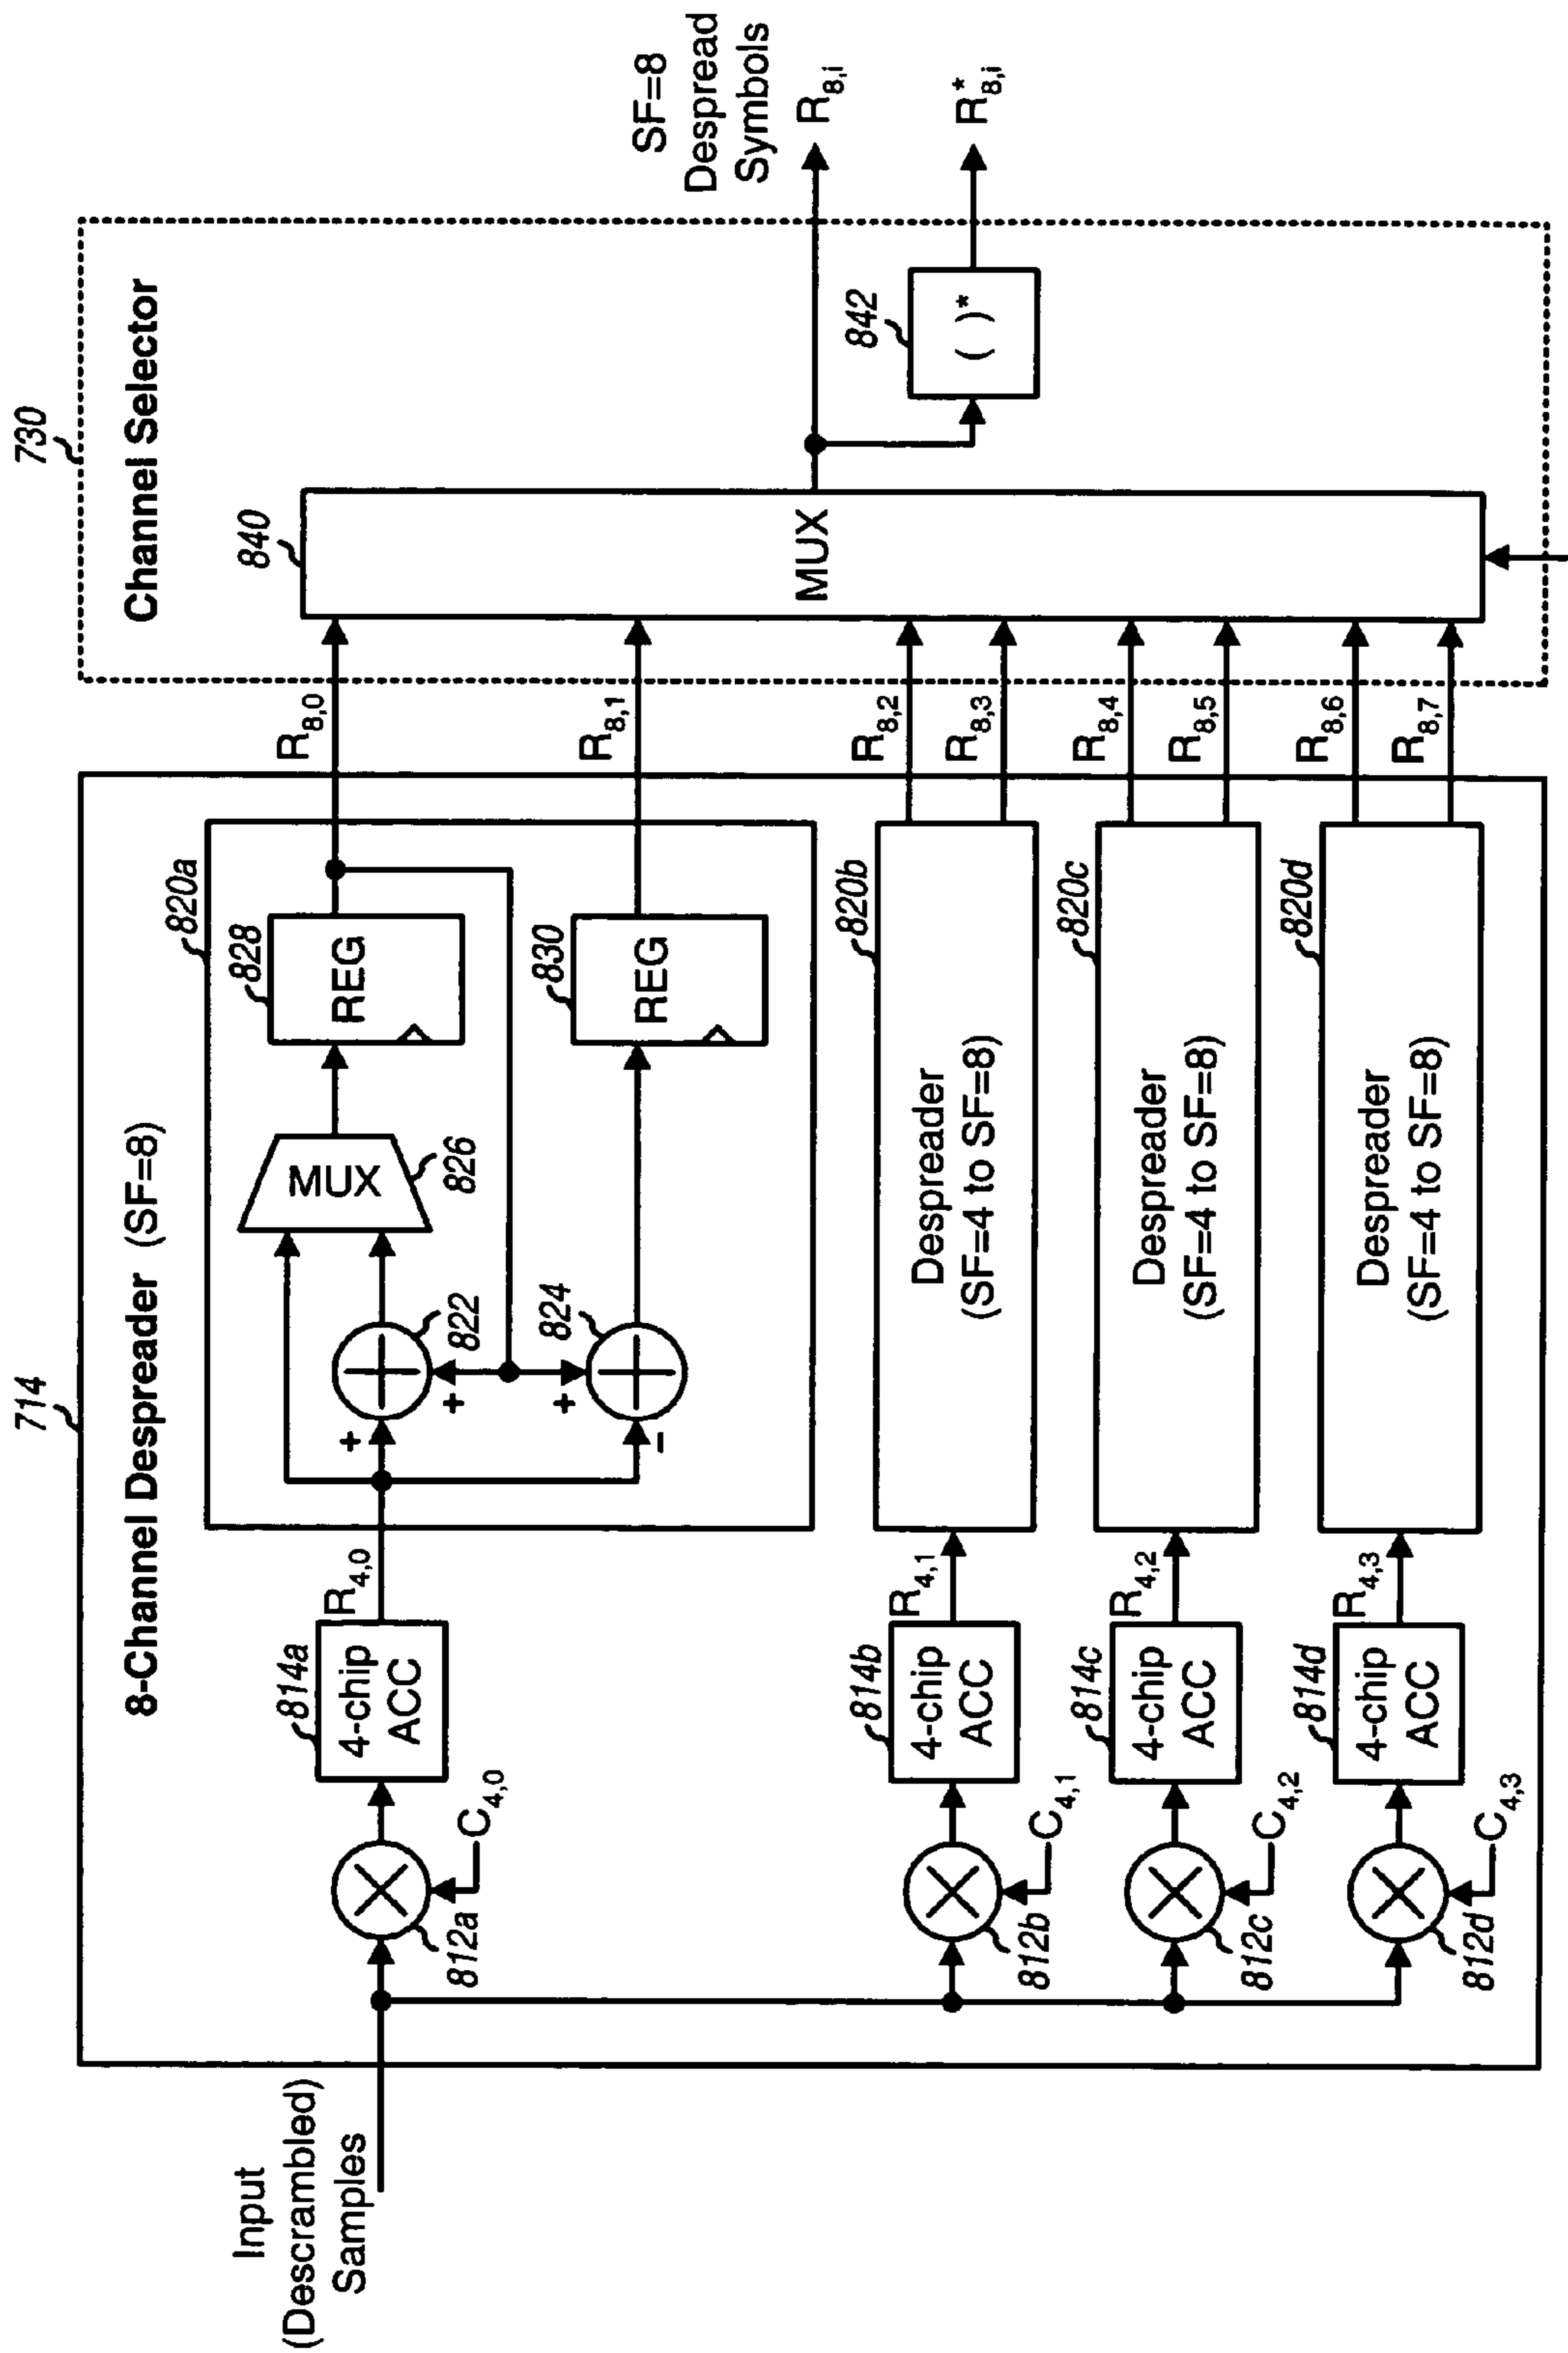 714
8-Channel Despreader (SF=8)
730
Channel Selector
Input
(Descrambled)
Samples
812a
C4,0
814a
4-chip
ACC
R4,0
820a
+
+
822
+
-
824
MUX
826
828
REG
830
REG
R8,0
R8,1
812b
C4,1
814b
4-chip
ACC
R4,1
820b
Despreader
(SF=4 to SF=8)
R8,2
R8,3
812c
C4,2
814c
4-chip
ACC
R4,2
820c
Despreader
(SF=4 to SF=8)
R8,4
R8,5
812d
C4,3
814d
4-chip
ACC
R4,3
820d
Despreader
(SF=4 to SF=8)
R8,6
R8,7
840
MUX
842
( )*
SF=8
Despread
Symbols
R8,i
R*8,i